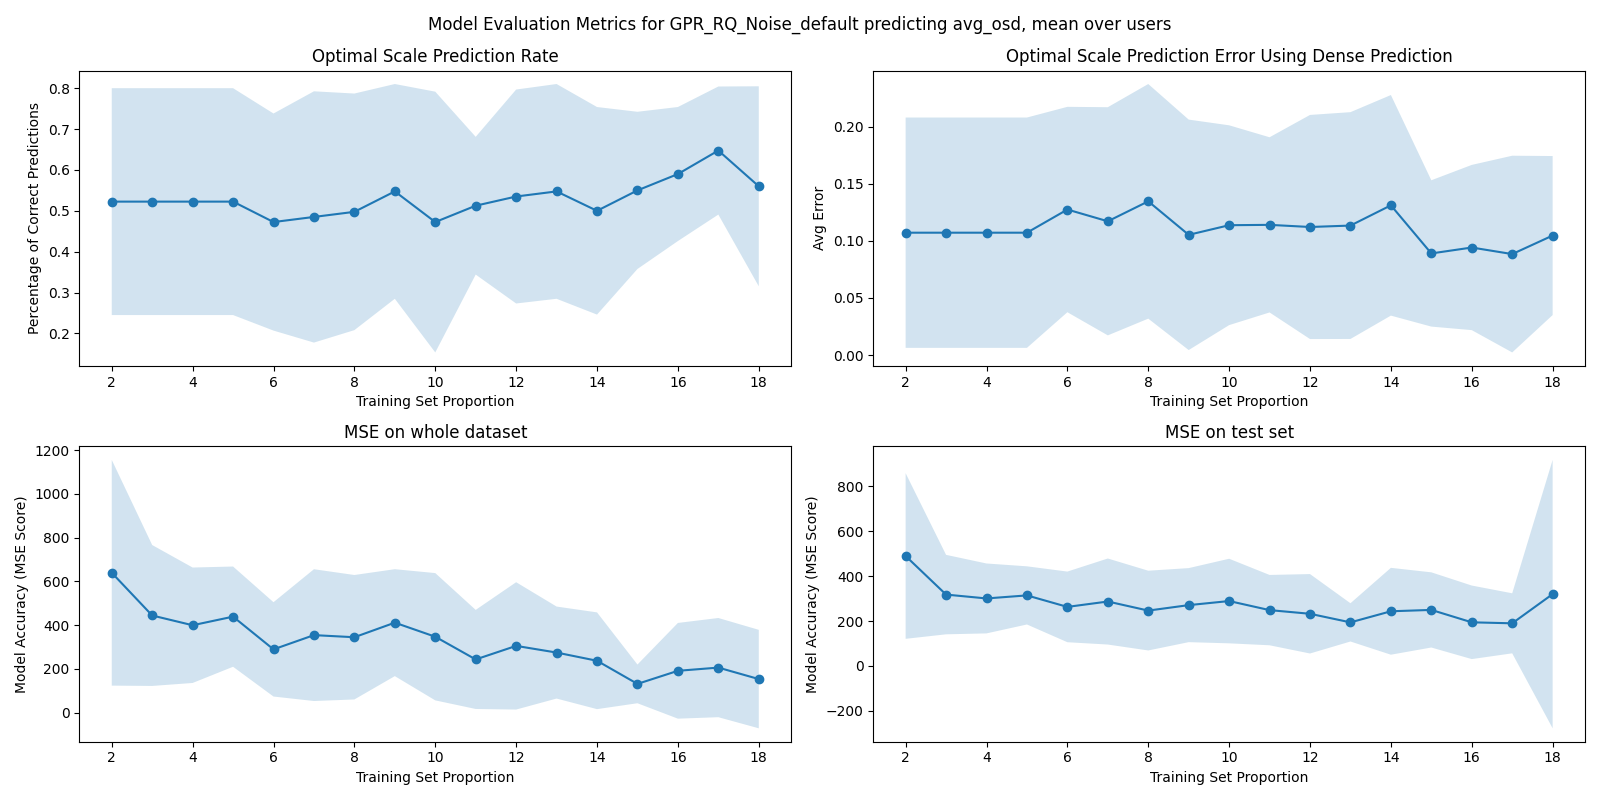 Model Evaluation Metrics for GPR_RQ_Noise_default predicting avg_osd, mean over users
Optimal Scale Prediction Rate
Percentage of Correct Predictions
0.8
0.7
0.6
0.5
0.4
0.3
0.2
2 4 6 8 10 12 14 16 18
Training Set Proportion
Optimal Scale Prediction Error Using Dense Prediction
Avg Error
0.20
0.15
0.10
0.05
0.00
2 4 6 8 10 12 14 16 18
Training Set Proportion
MSE on whole dataset
Model Accuracy (MSE Score)
1200
1000
800
600
400
200
0
2 4 6 8 10 12 14 16 18
Training Set Proportion
MSE on test set
Model Accuracy (MSE Score)
800
600
400
200
0
−200
2 4 6 8 10 12 14 16 18
Training Set Proportion